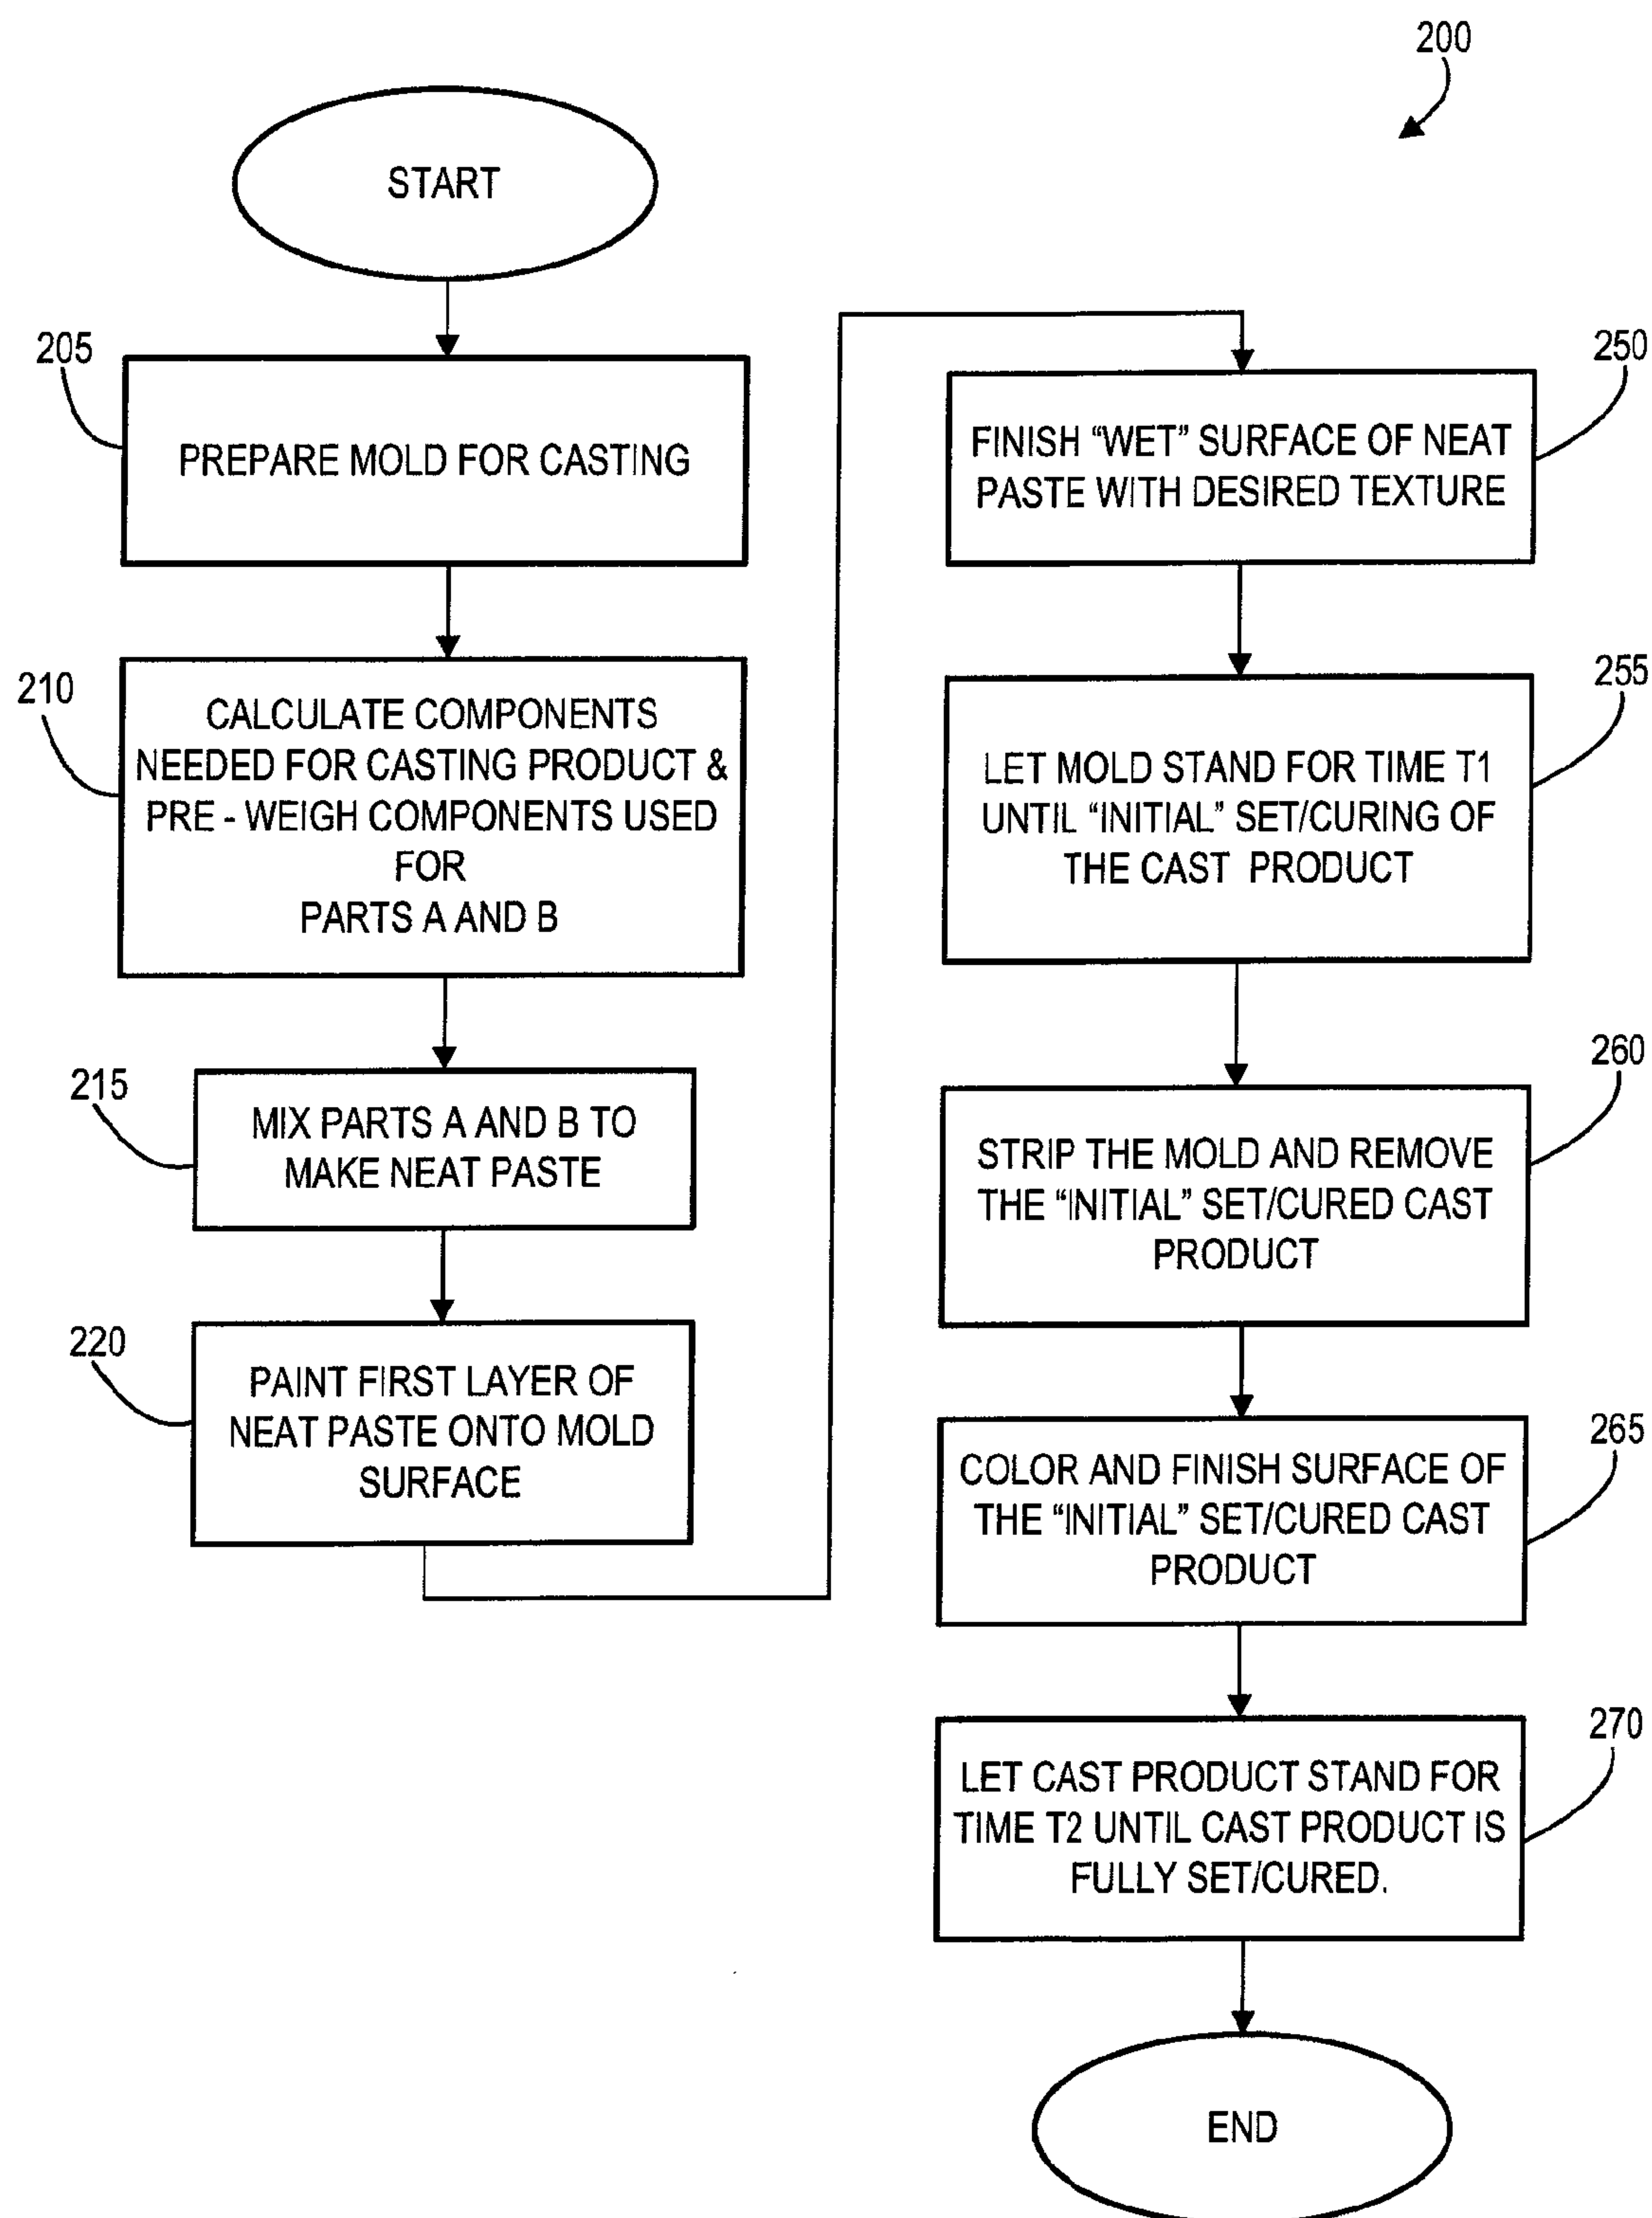 200
START
205
PREPARE MOLD FOR CASTING
210
CALCULATE COMPONENTS
NEEDED FOR CASTING PRODUCT &
PRE - WEIGH COMPONENTS USED
FOR
PARTS A AND B
215
MIX PARTS A AND B TO
MAKE NEAT PASTE
220
PAINT FIRST LAYER OF
NEAT PASTE ONTO MOLD
SURFACE
250
FINISH “WET” SURFACE OF NEAT
PASTE WITH DESIRED TEXTURE
255
LET MOLD STAND FOR TIME T1
UNTIL “INITIAL” SET/CURING OF
THE CAST PRODUCT
260
STRIP THE MOLD AND REMOVE
THE “INITIAL” SET/CURED CAST
PRODUCT
265
COLOR AND FINISH SURFACE OF
THE “INITIAL” SET/CURED CAST
PRODUCT
270
LET CAST PRODUCT STAND FOR
TIME T2 UNTIL CAST PRODUCT IS
FULLY SET/CURED.
END